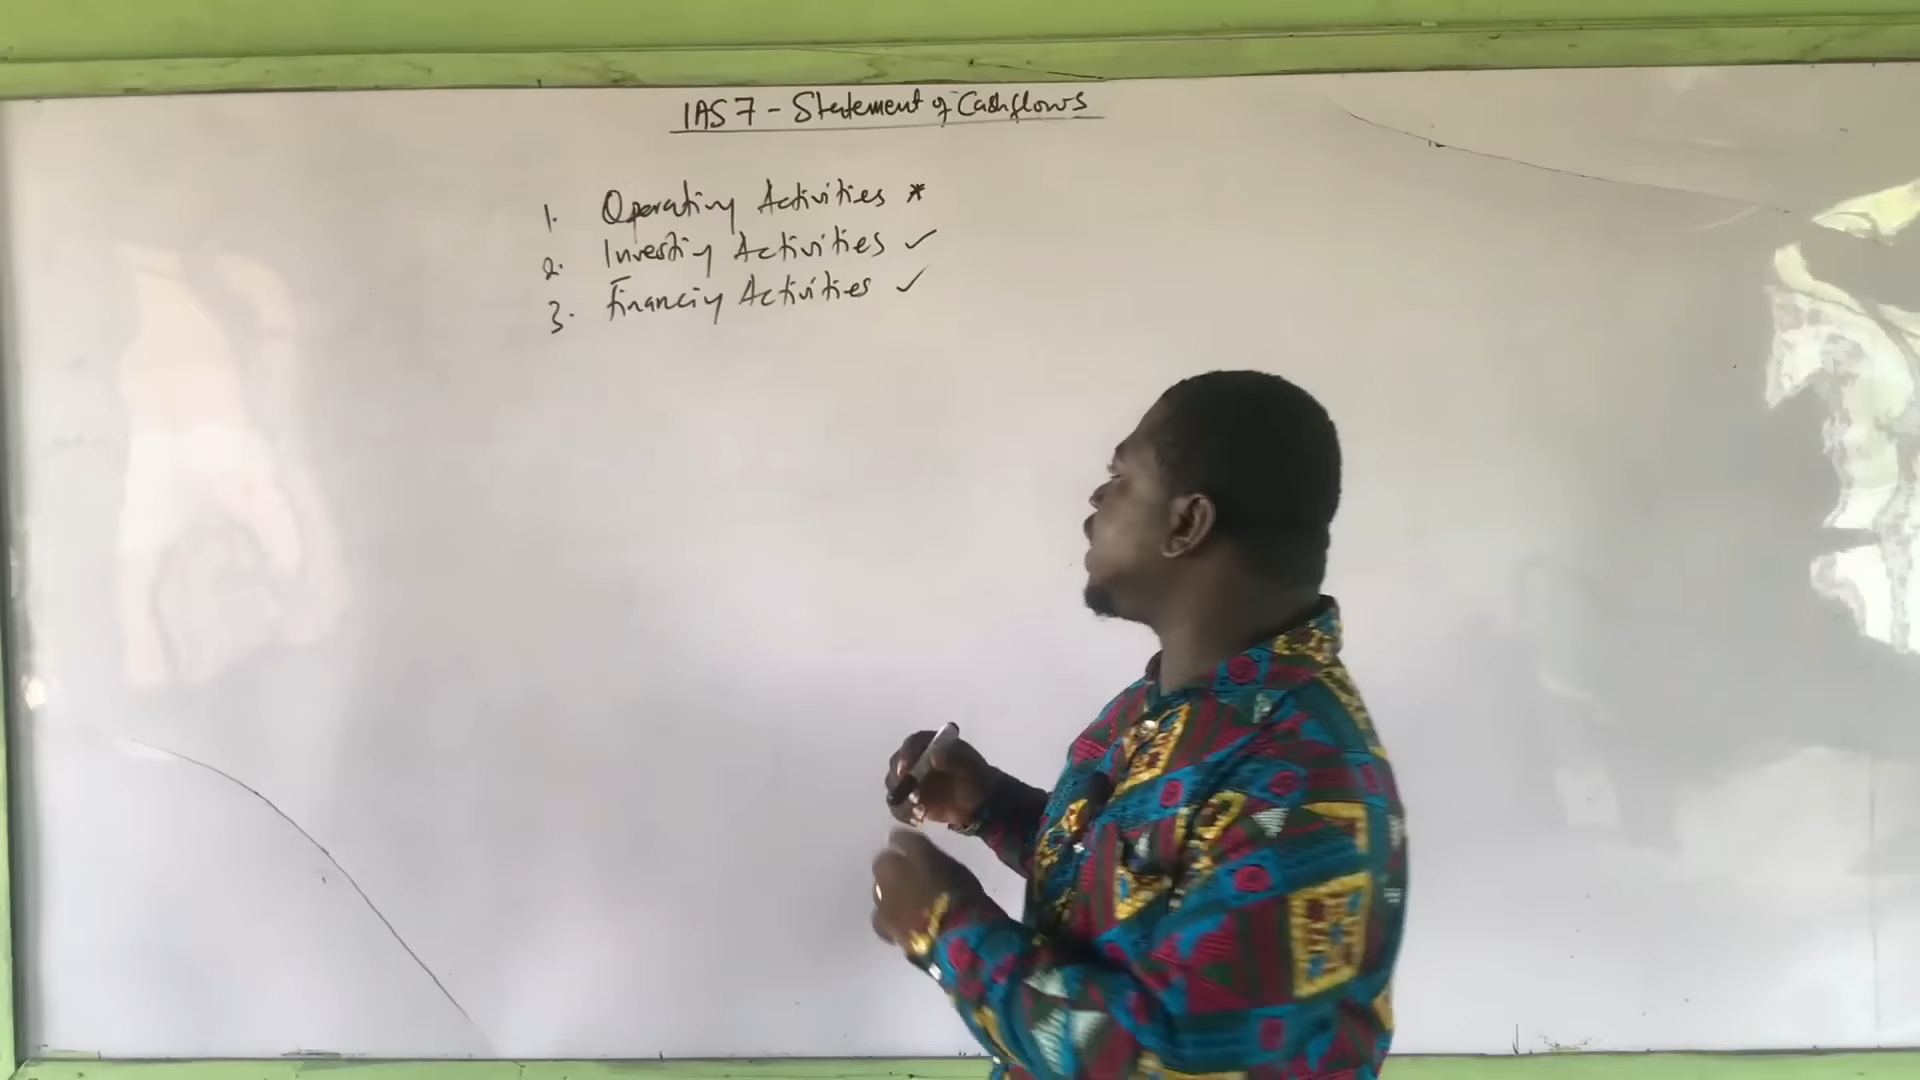 IAS 7 - Statement of Cashflows
1. Operating Activities *
2. Investing Activities ✓
3. Financing Activities ✓